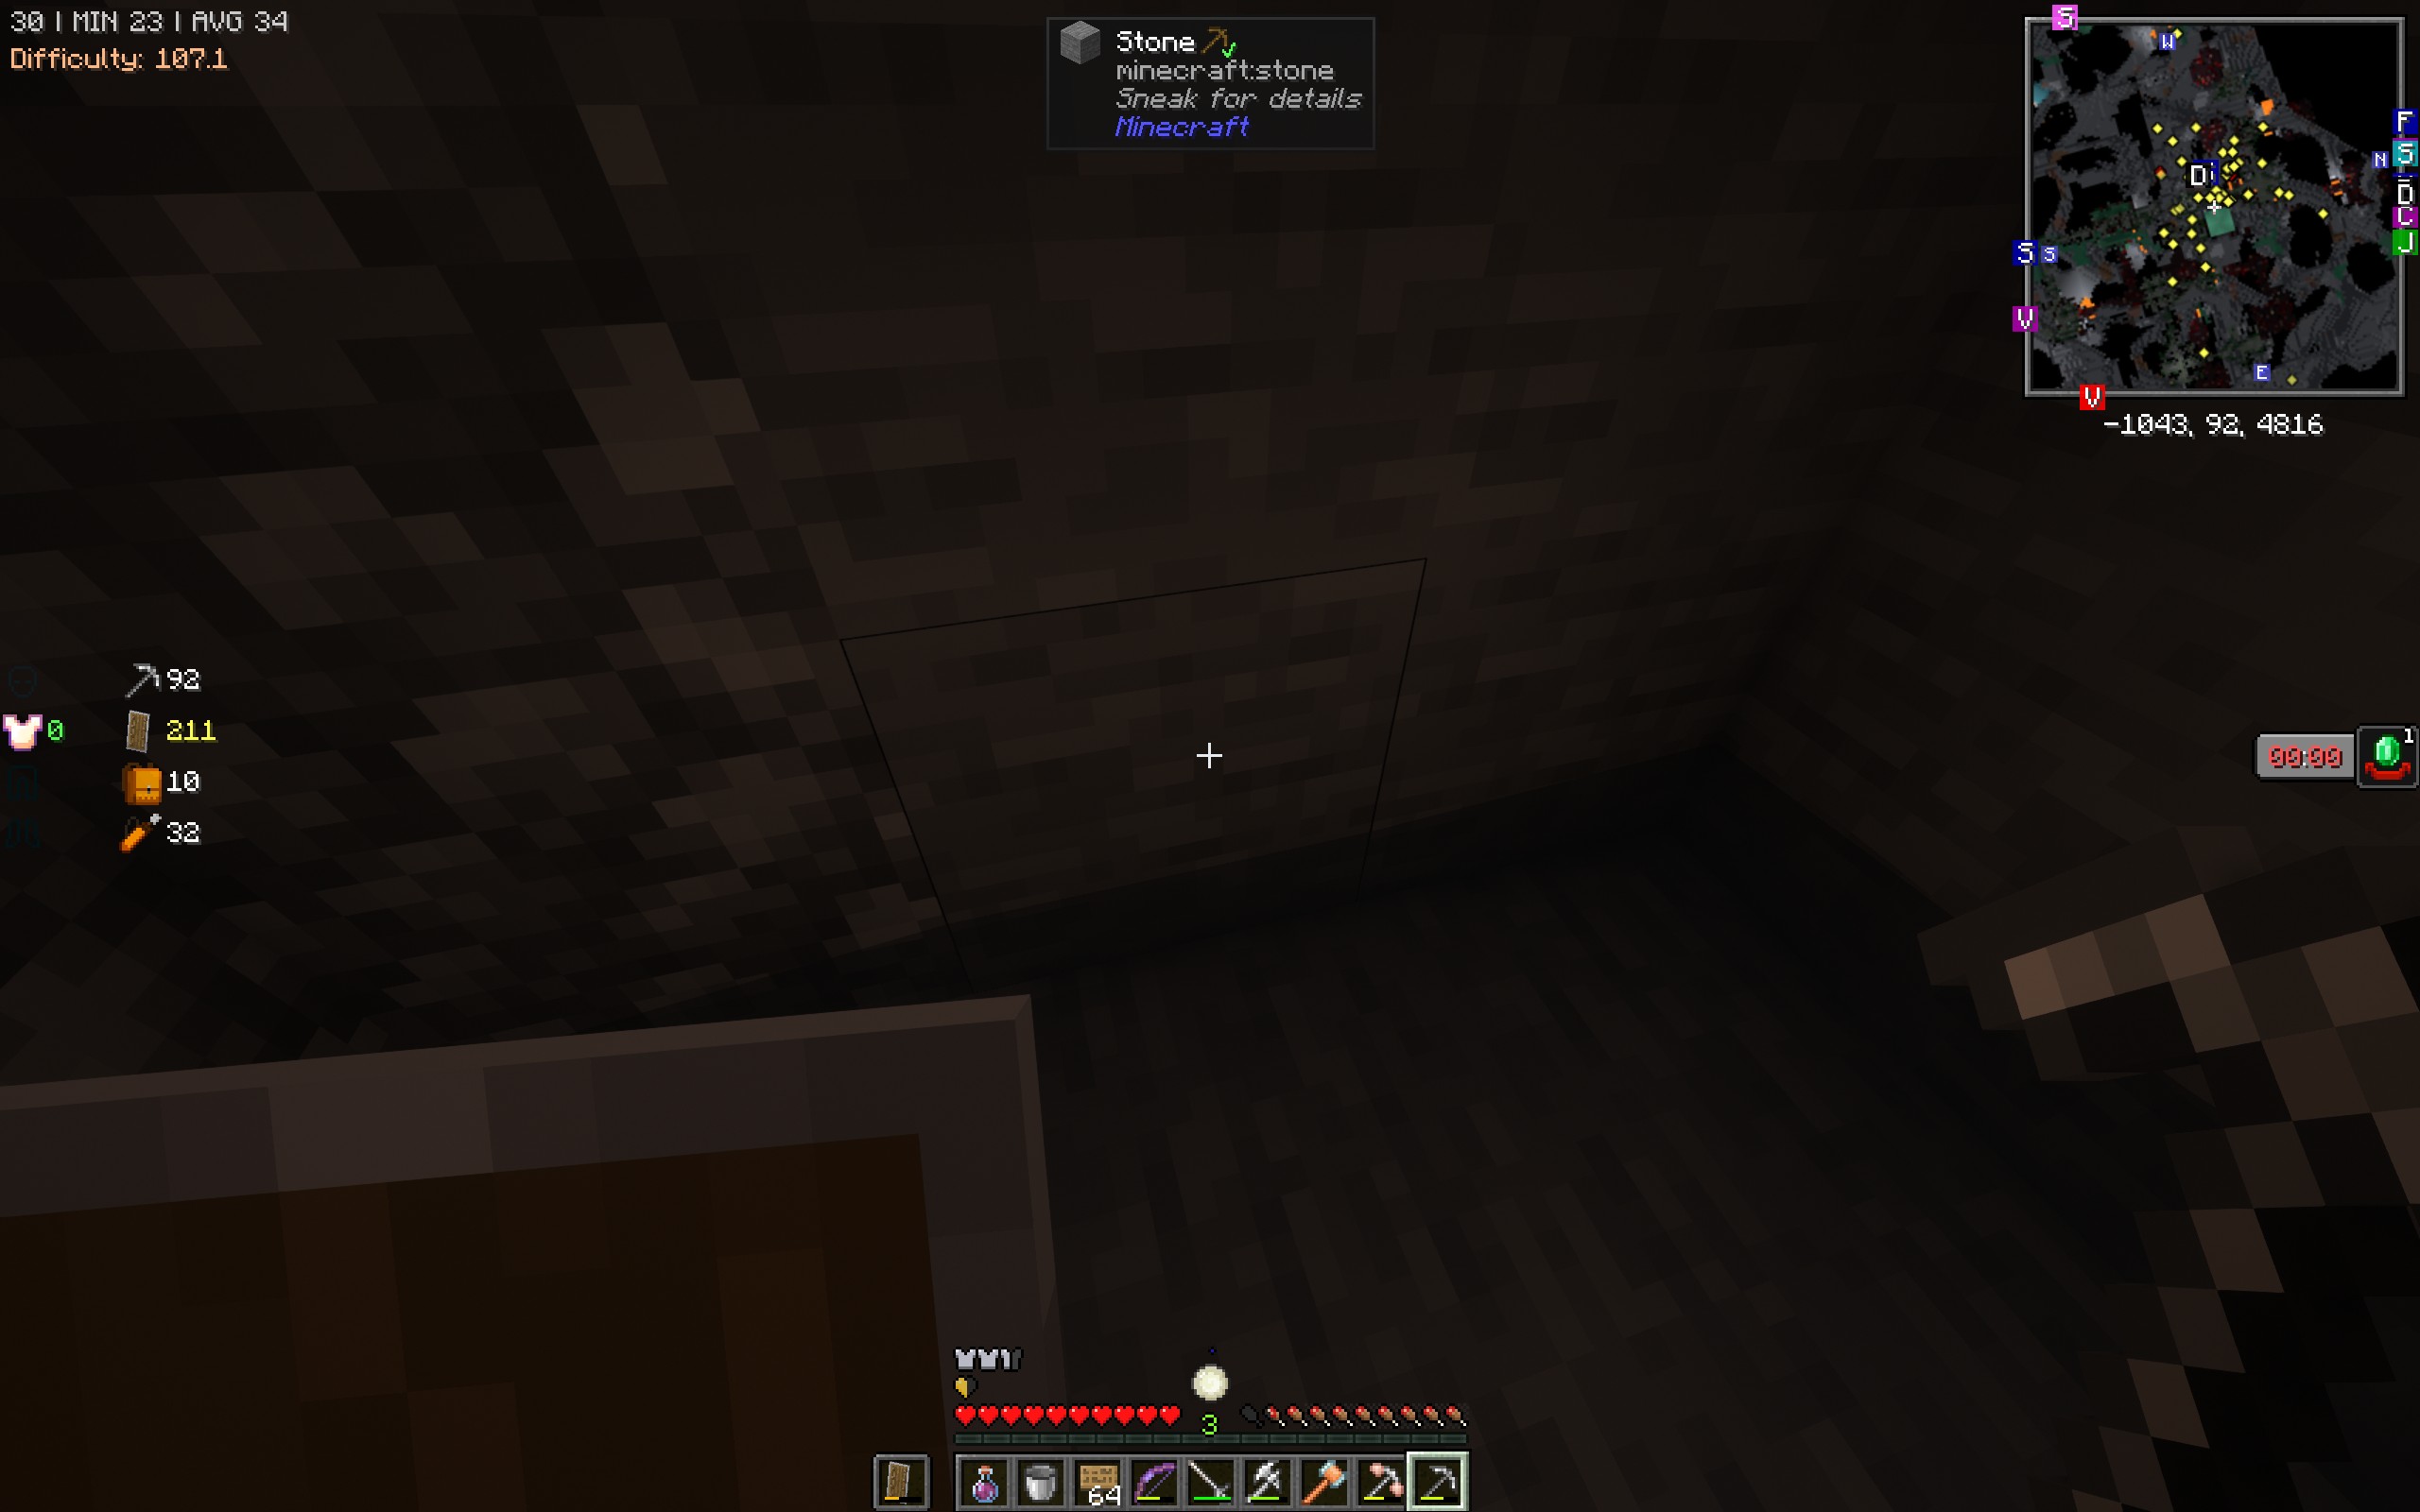 30 | MIN 23 | AVG 34
Difficulty: 107.1
Stone
minecraft:stone
Sneak for details
Minecraft
S
W
F
N
S
D
D
C
J
S
s
V
E
V
-1043, 92, 4816
92
0
211
10
32
00:00
1
3
64